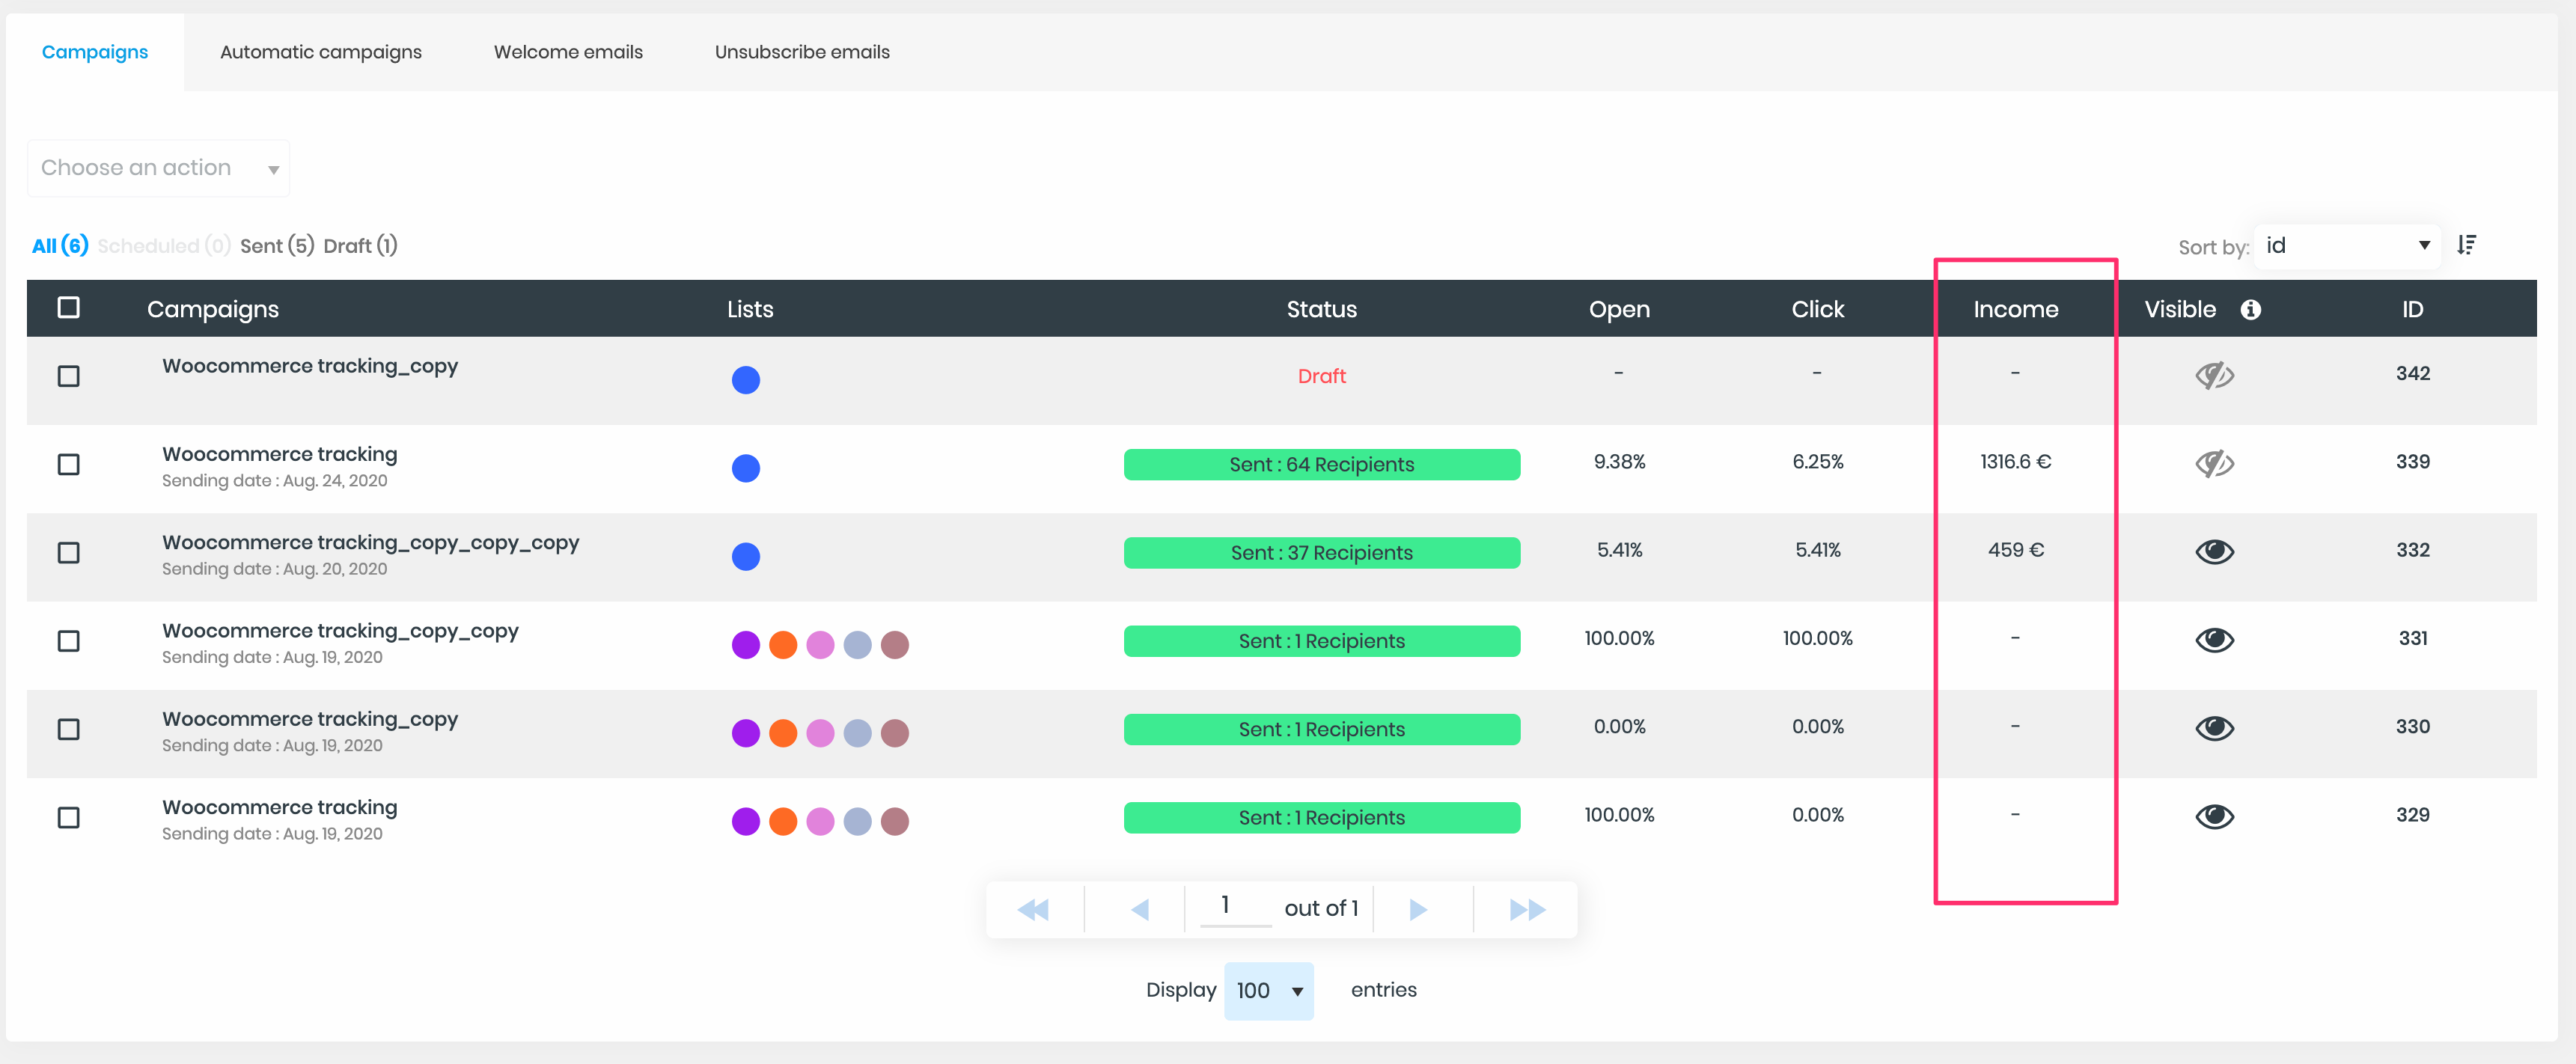 Campaigns Automatic campaigns Welcome emails Unsubscribe emails
Choose an action
All (6) Scheduled (0) Sent (5) Draft (1) Sort by: id
Campaigns Lists Status Open Click Income Visible ID
Woocommerce tracking_copy Draft - - - 342
Woocommerce tracking Sent : 64 Recipients 9.38% 6.25% 1316.6 € 339
Sending date : Aug. 24, 2020
Woocommerce tracking_copy_copy_copy Sent : 37 Recipients 5.41% 5.41% 459 € 332
Sending date : Aug. 20, 2020
Woocommerce tracking_copy_copy Sent : 1 Recipients 100.00% 100.00% - 331
Sending date : Aug. 19, 2020
Woocommerce tracking_copy Sent : 1 Recipients 0.00% 0.00% - 330
Sending date : Aug. 19, 2020
Woocommerce tracking Sent : 1 Recipients 100.00% 0.00% - 329
Sending date : Aug. 19, 2020
1 out of 1
Display 100 entries